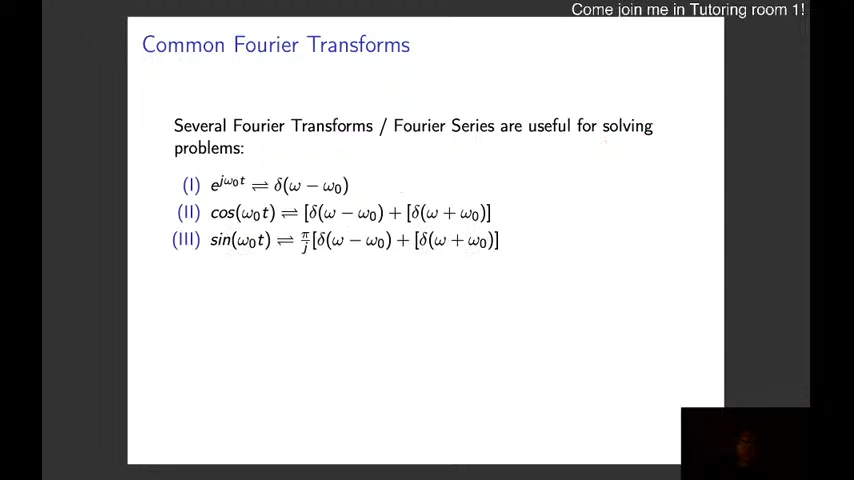 Come join me in Tutoring room 1!
Common Fourier Transforms
Several Fourier Transforms / Fourier Series are useful for solving
problems:
(I) e^{jω₀t} ⇌ δ(ω − ω₀)
(II) cos(ω₀t) ⇌ [δ(ω − ω₀) + [δ(ω + ω₀)]
(III) sin(ω₀t) ⇌ π/j[δ(ω − ω₀) + [δ(ω + ω₀)]